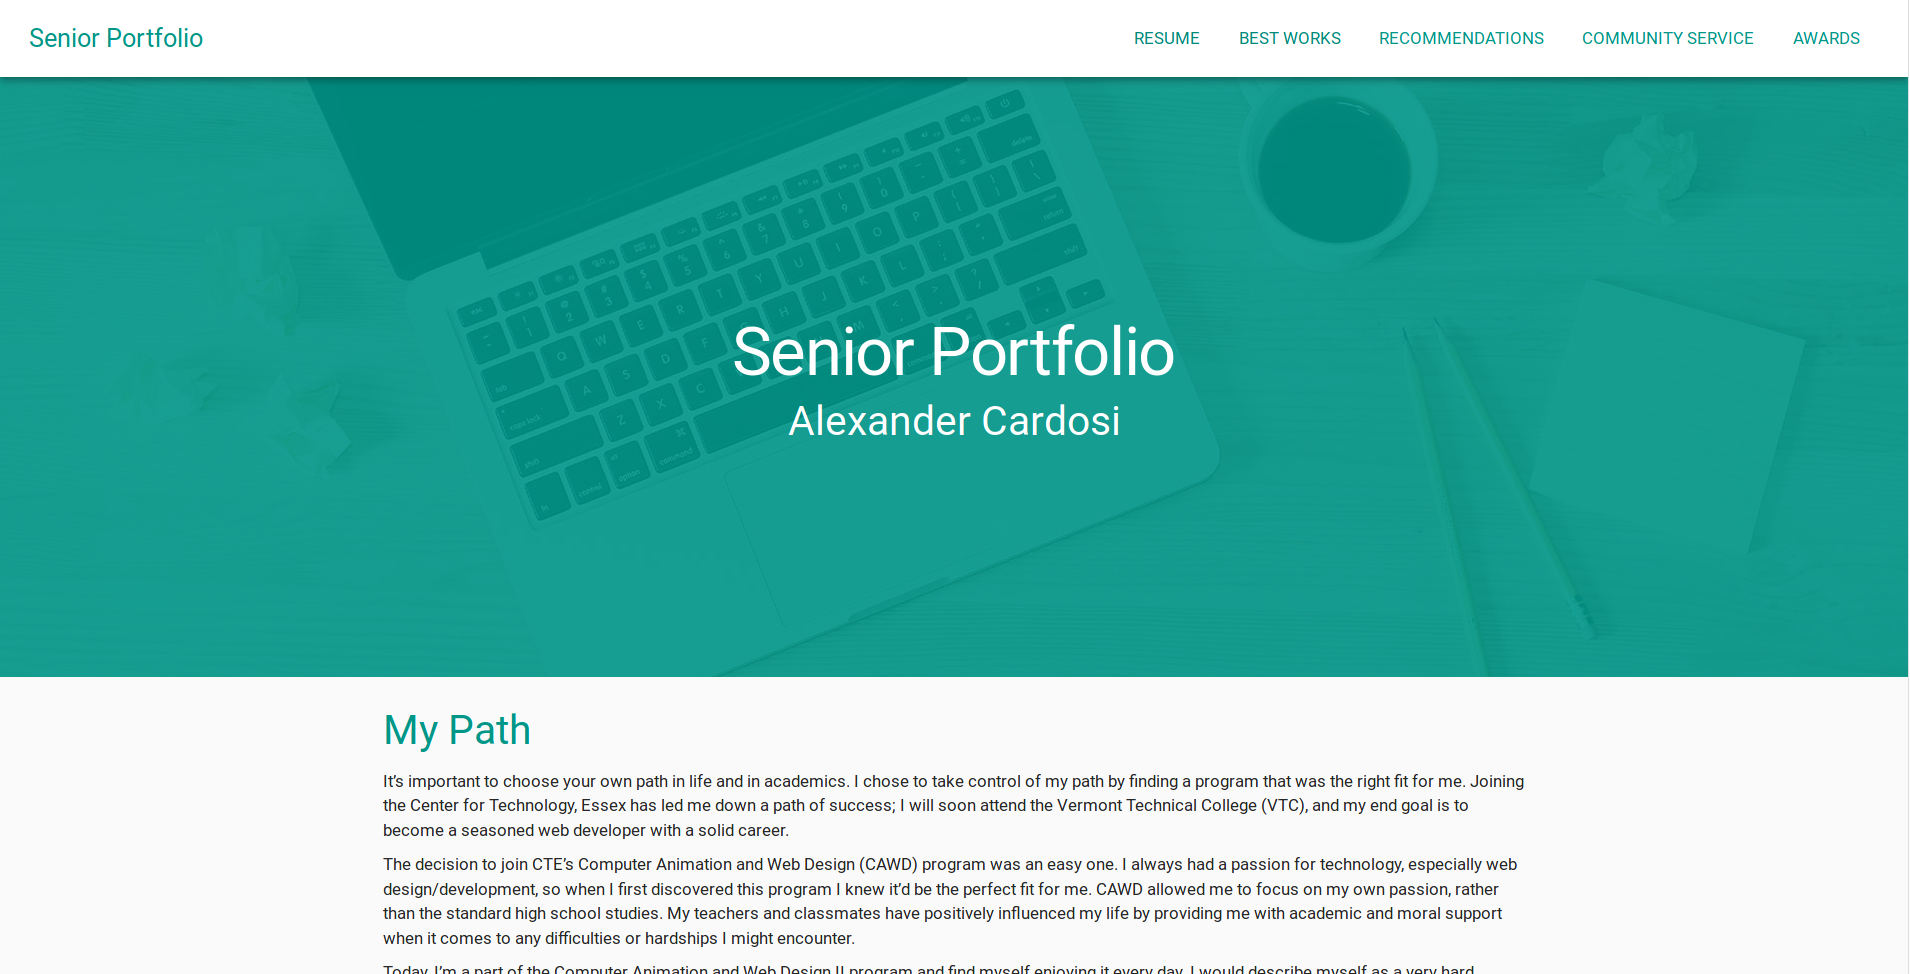 Senior Portfolio
RESUME BEST WORKS RECOMMENDATIONS COMMUNITY SERVICE AWARDS
Senior Portfolio
Alexander Cardosi
My Path
It’s important to choose your own path in life and in academics. I chose to take control of my path by finding a program that was the right fit for me. Joining
the Center for Technology, Essex has led me down a path of success; I will soon attend the Vermont Technical College (VTC), and my end goal is to
become a seasoned web developer with a solid career.
The decision to join CTE’s Computer Animation and Web Design (CAWD) program was an easy one. I always had a passion for technology, especially web
design/development, so when I first discovered this program I knew it’d be the perfect fit for me. CAWD allowed me to focus on my own passion, rather
than the standard high school studies. My teachers and classmates have positively influenced my life by providing me with academic and moral support
when it comes to any difficulties or hardships I might encounter.
Today, I’m a part of the Computer Animation and Web Design II program and find myself enjoying it every day. I would describe myself as a very hard